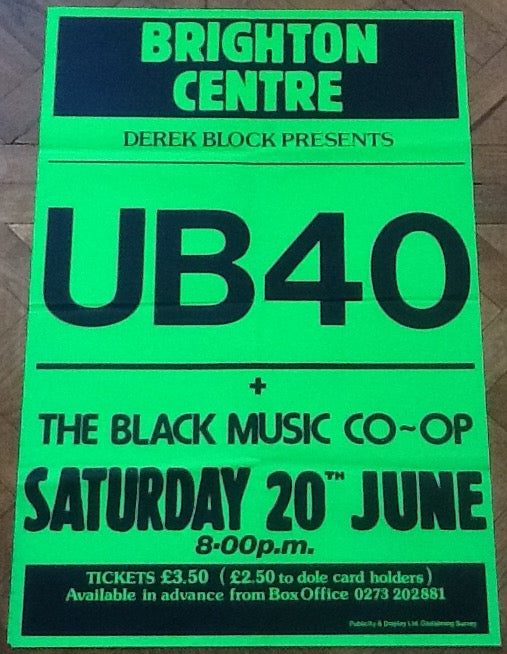 BRIGHTON
CENTRE
DEREK BLOCK PRESENTS
UB40
+
THE BLACK MUSIC CO~OP
SATURDAY 20TH JUNE
8·00p.m.
TICKETS £3.50 ( £2.50 to dole card holders )
Available in advance from Box Office 0273 202881
Publicity & Display Ltd. Godalming Surrey